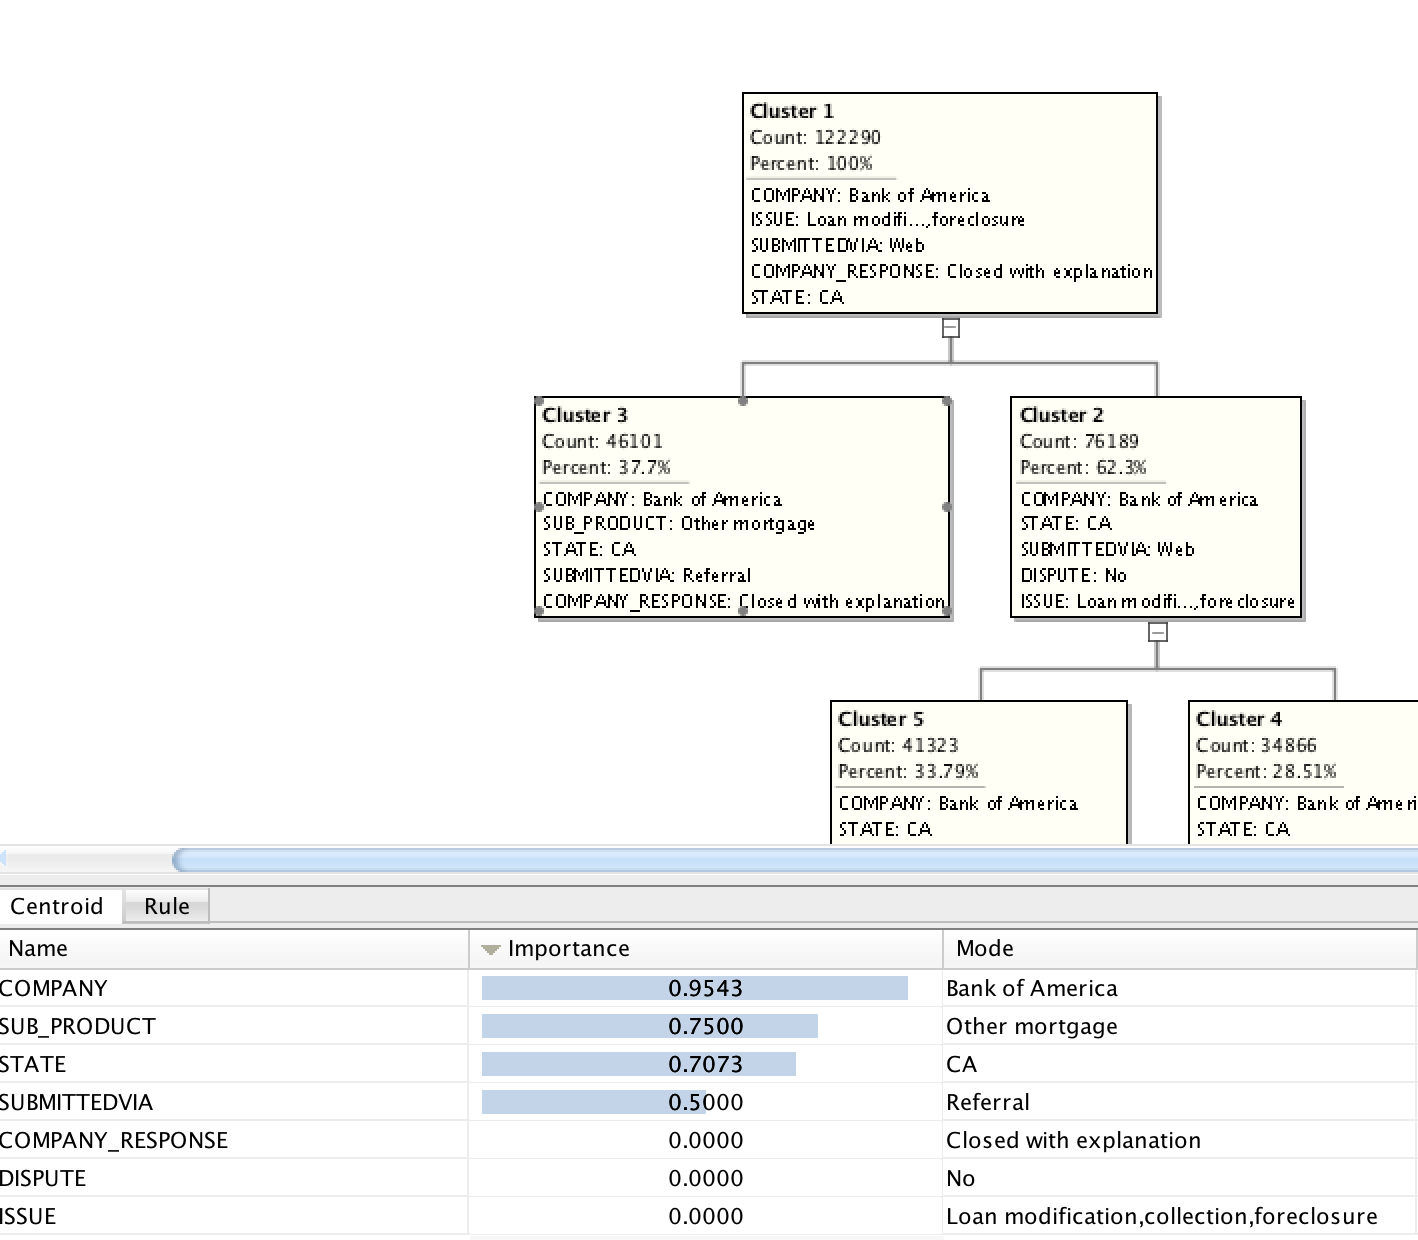 Cluster 1
Count: 122290
Percent: 100%
COMPANY: Bank of America
ISSUE: Loan modifi...,foreclosure
SUBMITTEDVIA: Web
COMPANY_RESPONSE: Closed with explanation
STATE: CA
Cluster 3
Count: 46101
Percent: 37.7%
COMPANY: Bank of America
SUB_PRODUCT: Other mortgage
STATE: CA
SUBMITTEDVIA: Referral
COMPANY_RESPONSE: Closed with explanation
Cluster 2
Count: 76189
Percent: 62.3%
COMPANY: Bank of America
STATE: CA
SUBMITTEDVIA: Web
DISPUTE: No
ISSUE: Loan modifi...,foreclosure
Cluster 5
Count: 41323
Percent: 33.79%
COMPANY: Bank of America
STATE: CA
Cluster 4
Count: 34866
Percent: 28.51%
COMPANY: Bank of Ameri
STATE: CA
Centroid Rule
Name Importance Mode
COMPANY 0.9543 Bank of America
SUB_PRODUCT 0.7500 Other mortgage
STATE 0.7073 CA
SUBMITTEDVIA 0.5000 Referral
COMPANY_RESPONSE 0.0000 Closed with explanation
DISPUTE 0.0000 No
ISSUE 0.0000 Loan modification,collection,foreclosure